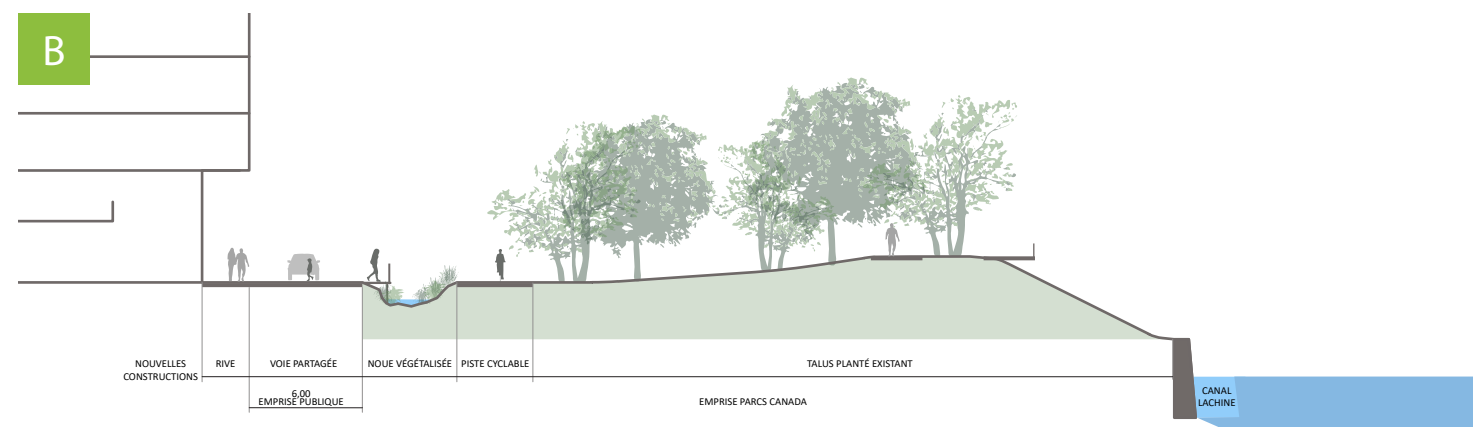 B
NOUVELLES
CONSTRUCTIONS
RIVE
VOIE PARTAGÉE
NOUE VÉGÉTALISÉE
PISTE CYCLABLE
TALUS PLANTÉ EXISTANT
6,00
EMPRISE PUBLIQUE
EMPRISE PARCS CANADA
CANAL
LACHINE